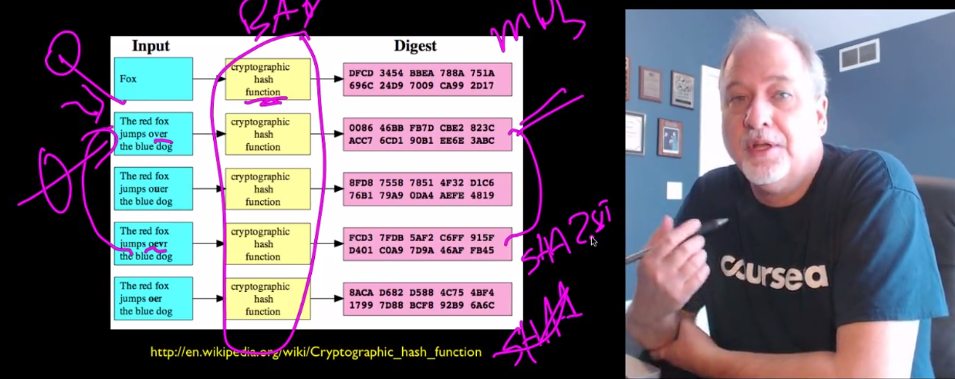 Input
Digest
Fox
cryptographic
hash
function
DFCD 3454 BBEA 788A 751A
696C 24D9 7009 CA99 2D17
The red fox
jumps over
the blue dog
cryptographic
hash
function
0086 46BB FB7D CBE2 823C
ACC7 6CD1 90B1 EE6E 3ABC
The red fox
jumps ouer
the blue dog
cryptographic
hash
function
8FD8 7558 7851 4F32 D1C6
76B1 79A9 0DA4 AEFE 4819
The red fox
jumps oevr
the blue dog
cryptographic
hash
function
FCD3 7FDB 5AF2 C6FF 915F
D401 C0A9 7D9A 46AF FB45
The red fox
jumps oer
the blue dog
cryptographic
hash
function
8ACA D682 D588 4C75 4BF4
1799 7D88 BCF8 92B9 6A6C
SHA1
http://en.wikipedia.org/wiki/Cryptographic_hash_function
coursera